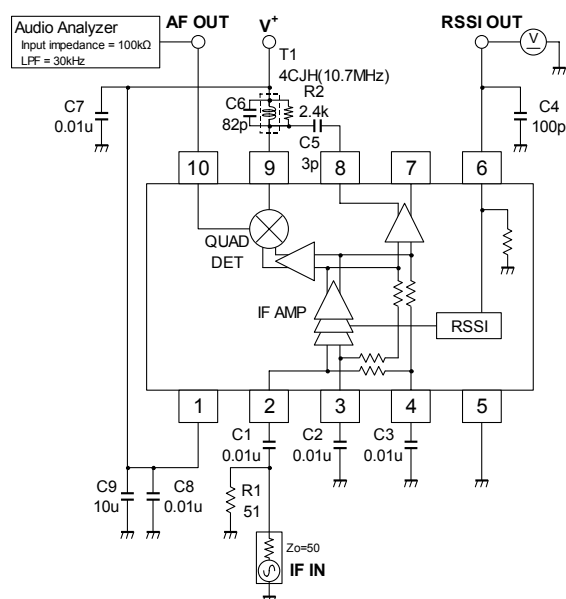 Audio Analyzer
Input impedance = 100kΩ
LPF = 30kHz
AF OUT
V+
RSSI OUT
V
T1
4CJH(10.7MHz)
C7
0.01u
C6
82p
R2
2.4k
C5
3p
C4
100p
10
9
8
7
6
QUAD
DET
IF AMP
RSSI
1
2
3
4
5
C1
0.01u
C2
0.01u
C3
0.01u
C9
10u
C8
0.01u
R1
51
Zo=50
IF IN